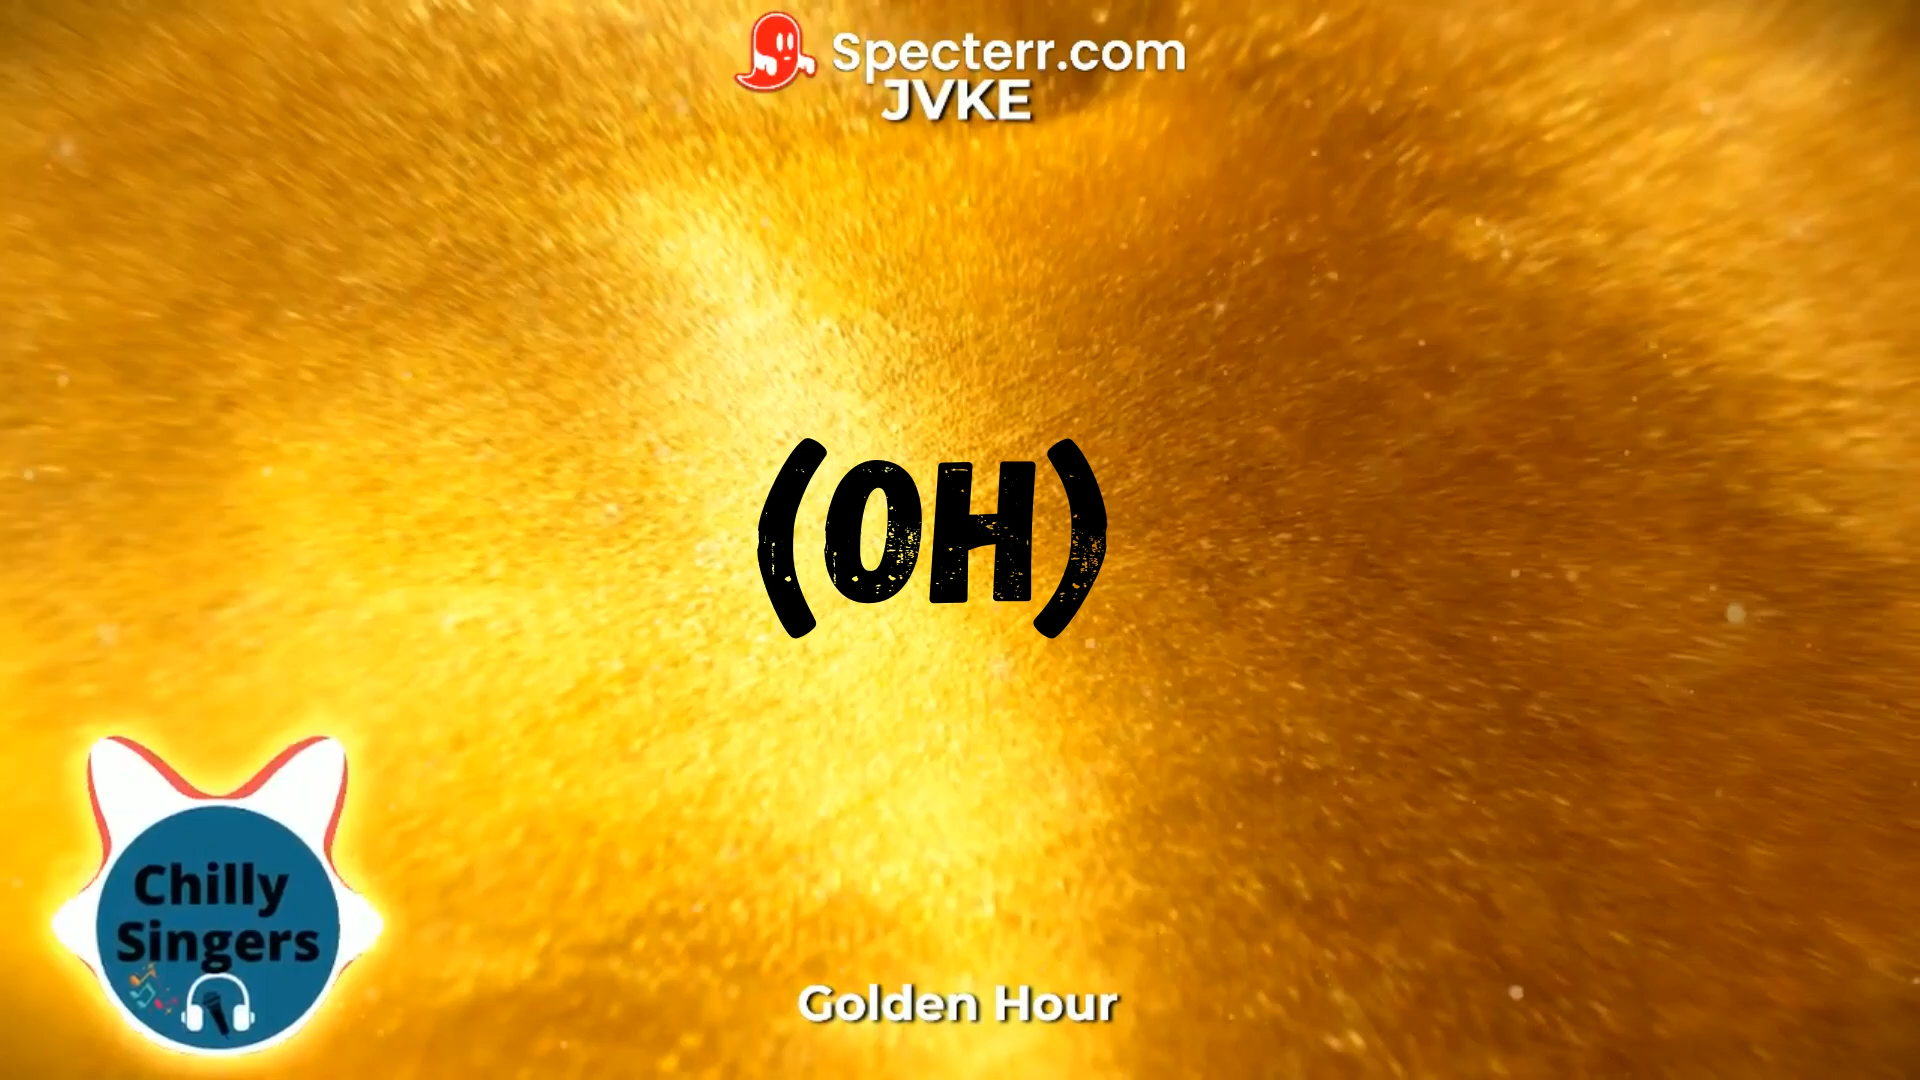 Specterr.com
JVKE
(OH)
Chilly
Singers
Golden Hour